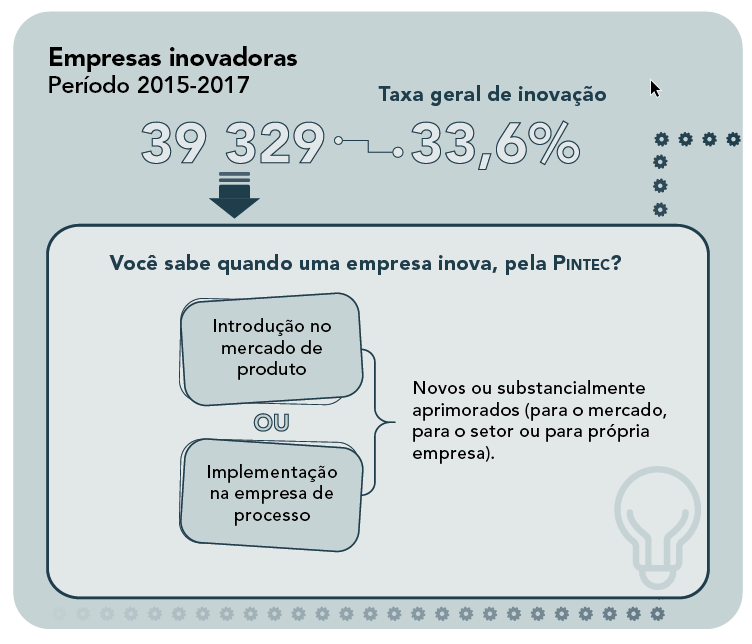 Empresas inovadoras
Período 2015-2017
Taxa geral de inovação
39 329
33,6%
Você sabe quando uma empresa inova, pela PINTEC?
Introdução no
mercado de
produto
OU
Implementação
na empresa de
processo
Novos ou substancialmente
aprimorados (para o mercado,
para o setor ou para própria
empresa).